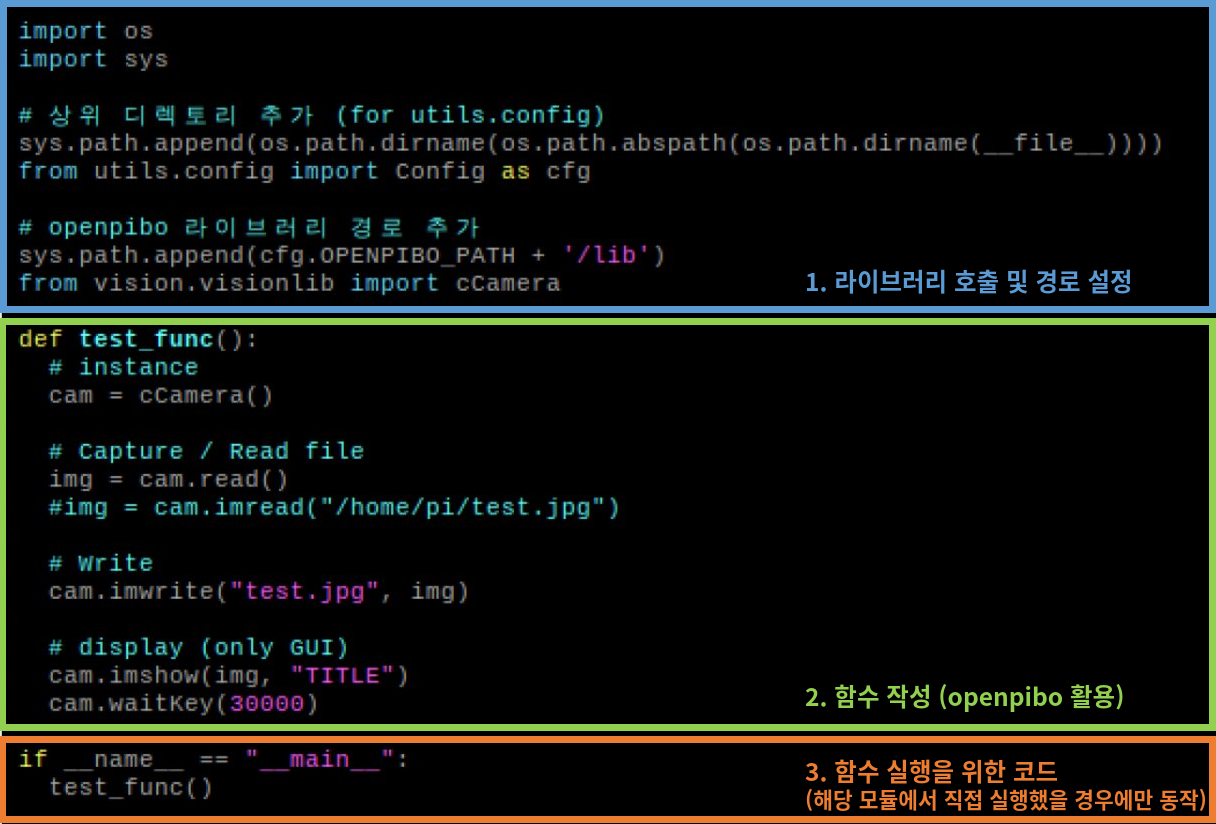 import os
import sys
# 상위 디렉토리 추가 (for utils.config)
sys.path.append(os.path.dirname(os.path.abspath(os.path.dirname(__file__))))
from utils.config import Config as cfg
# openpibo 라이브러리 경로 추가
sys.path.append(cfg.OPENPIBO_PATH + '/lib')
from vision.visionlib import cCamera
1. 라이브러리 호출 및 경로 설정
def test_func():
  # instance
  cam = cCamera()
  # Capture / Read file
  img = cam.read()
  #img = cam.imread("/home/pi/test.jpg")
  # Write
  cam.imwrite("test.jpg", img)
  # display (only GUI)
  cam.imshow(img, "TITLE")
  cam.waitKey(30000)
2. 함수 작성 (openpibo 활용)
if __name__ == "__main__":
  test_func()
3. 함수 실행을 위한 코드
(해당 모듈에서 직접 실행했을 경우에만 동작)